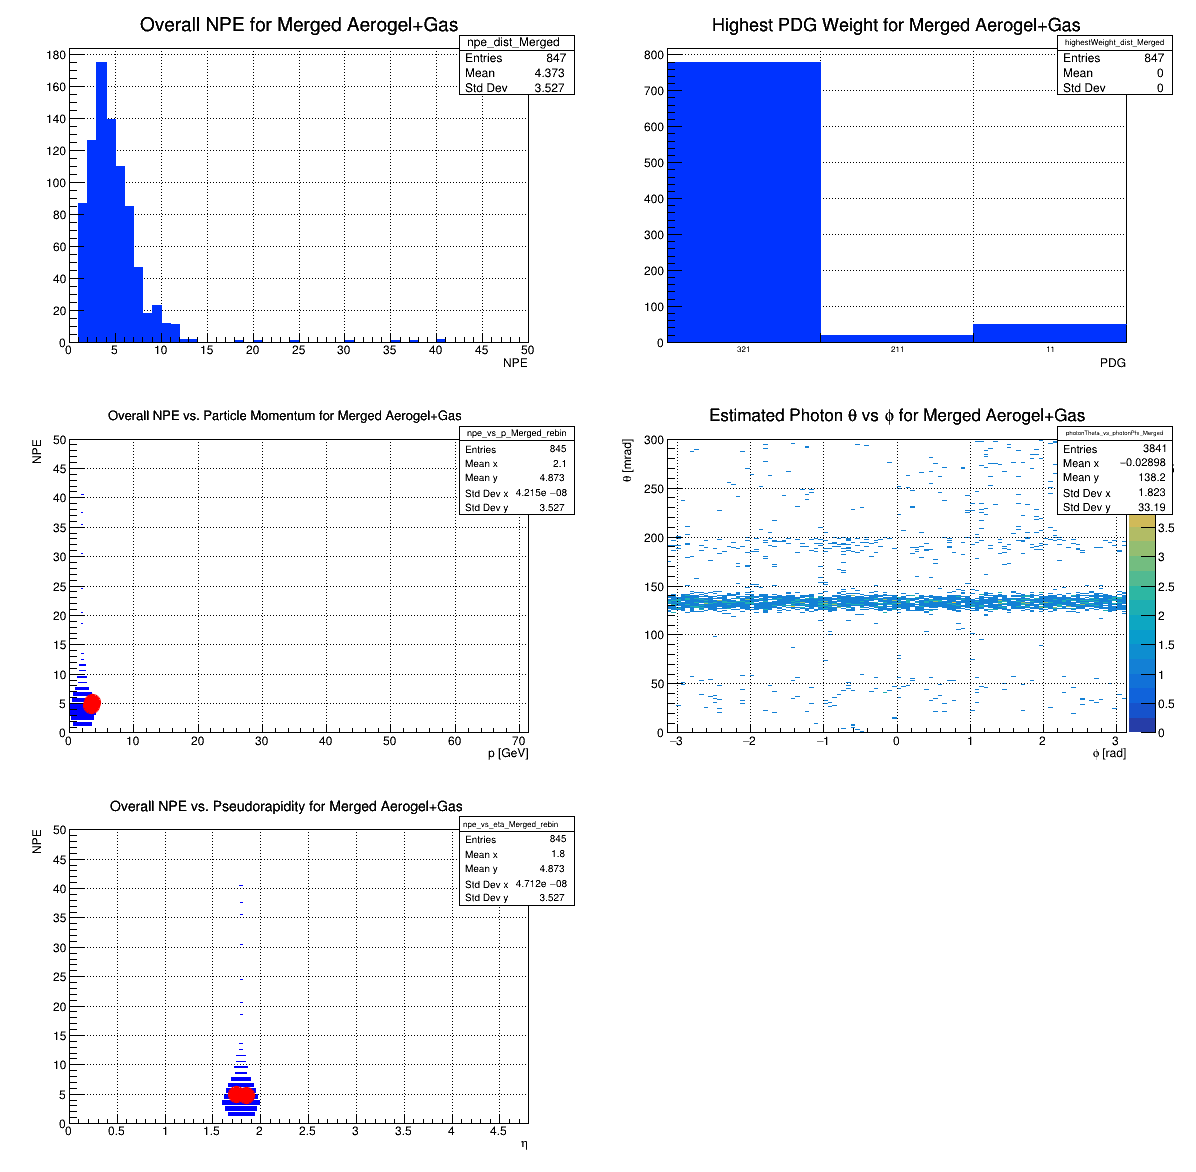 Overall NPE for Merged Aerogel+Gas
npe_dist_Merged
Entries 847
Mean 4.373
Std Dev 3.527
180
160
140
120
100
80
60
40
20
0
0 5 10 15 20 25 30 35 40 45 50
NPE
Highest PDG Weight for Merged Aerogel+Gas
highestWeight_dist_Merged
Entries 847
Mean 0
Std Dev 0
800
700
600
500
400
300
200
100
0
321 211 11
PDG
Overall NPE vs. Particle Momentum for Merged Aerogel+Gas
npe_vs_p_Merged_rebin
Entries 845
Mean x 2.1
Mean y 4.873
Std Dev x 4.215e −08
Std Dev y 3.527
NPE
50
45
40
35
30
25
20
15
10
5
0
0 10 20 30 40 50 60 70
p [GeV]
Estimated Photon θ vs ϕ for Merged Aerogel+Gas
photonTheta_vs_photonPhi_Merged
Entries 3841
Mean x −0.02898
Mean y 138.2
Std Dev x 1.823
Std Dev y 33.19
θ [mrad]
300
250
200
150
100
50
0
−3 −2 −1 0 1 2 3
ϕ [rad]
3.5
3
2.5
2
1.5
1
0.5
0
Overall NPE vs. Pseudorapidity for Merged Aerogel+Gas
npe_vs_eta_Merged_rebin
Entries 845
Mean x 1.8
Mean y 4.873
Std Dev x 4.712e −08
Std Dev y 3.527
NPE
50
45
40
35
30
25
20
15
10
5
0
0 0.5 1 1.5 2 2.5 3 3.5 4 4.5
η